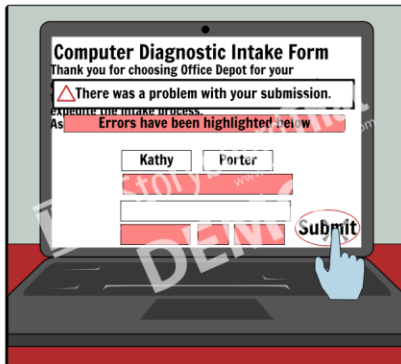 Computer Diagnostic Intake Form
Thank you for choosing Office Depot for your
There was a problem with your submission.
expedite the intake process.
As
Errors have been highlighted below
Kathy Porter
Submit
DEMO